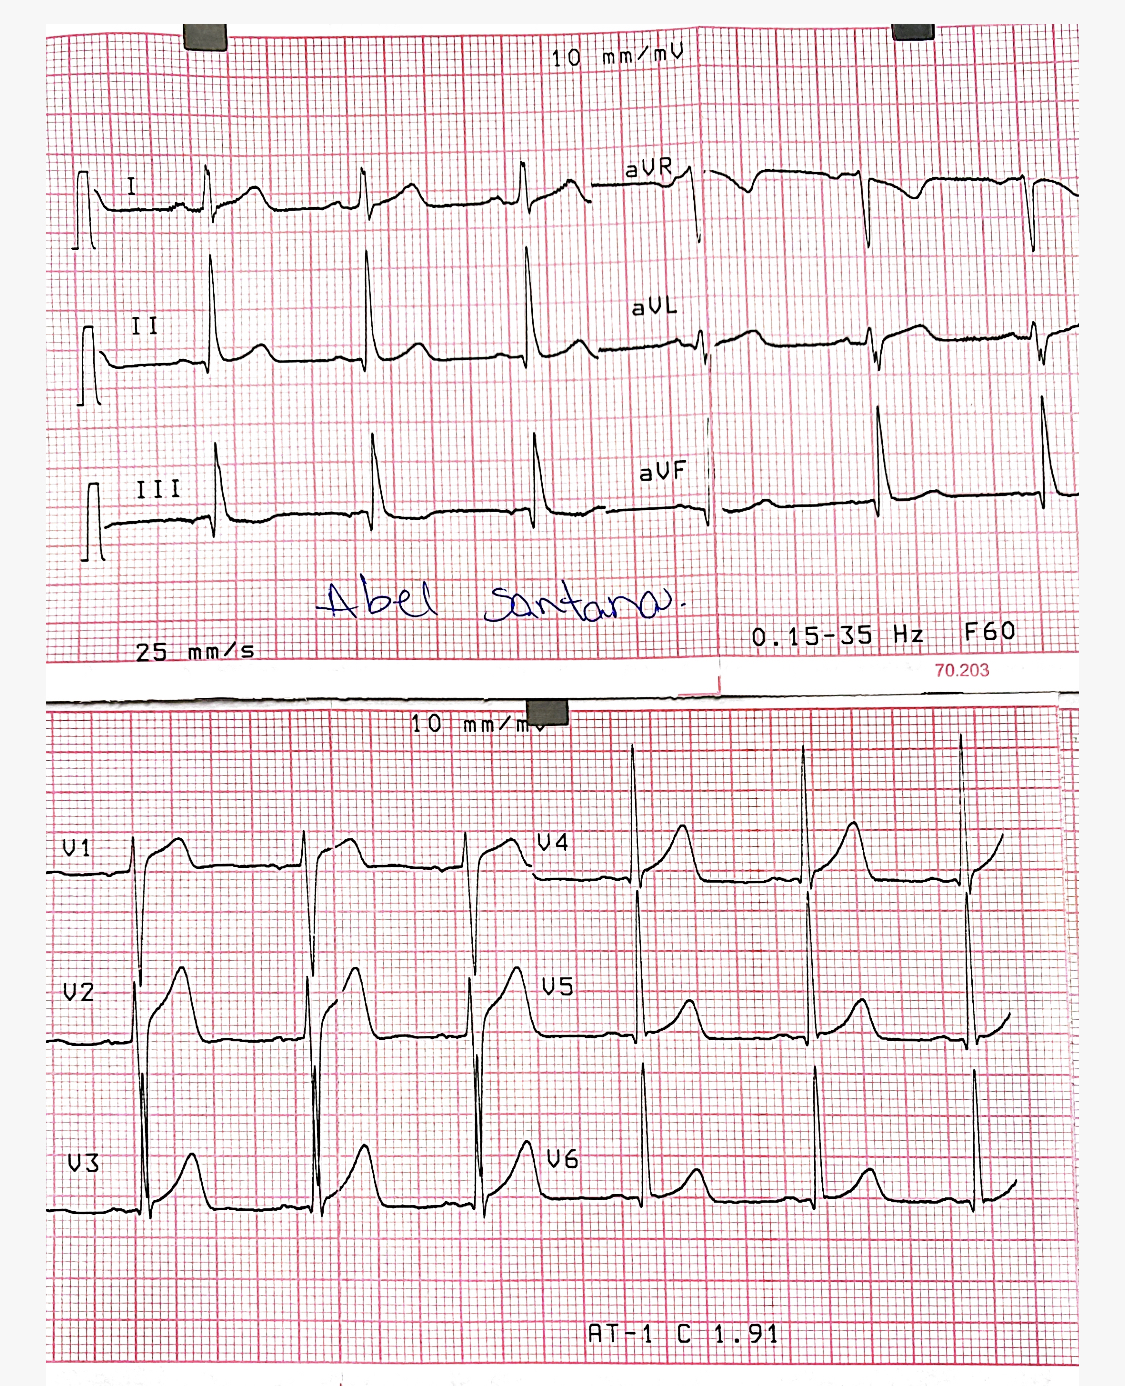 10 mm/mV
I
aVR
II
aVL
III
aVF
Abel Santana.
25 mm/s
0.15-35 Hz F60
70.203
10 mm/mV
V1
V4
V2
V5
V3
V6
AT-1 C 1.91